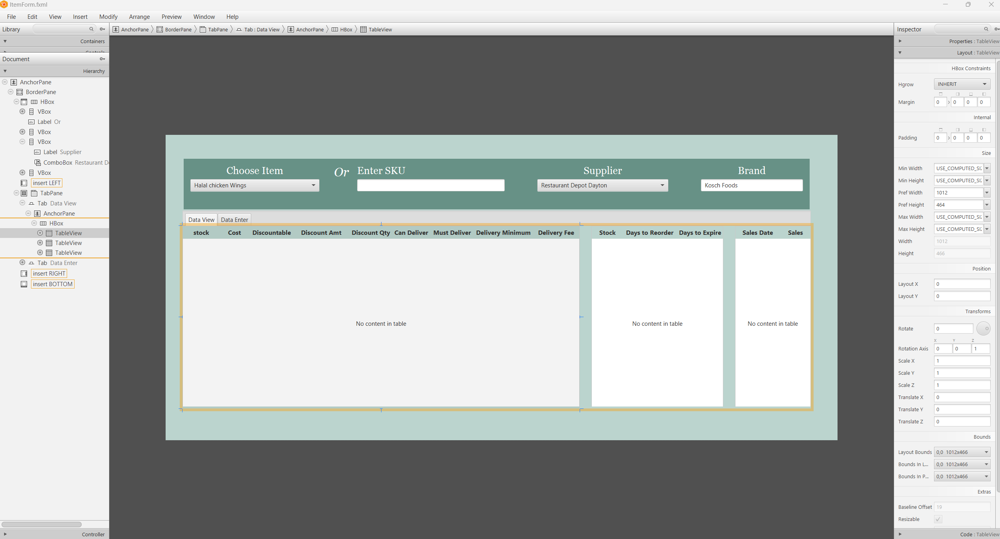 ItemForm.fxml
File Edit View Insert Modify Arrange Preview Window Help
Library
AnchorPane BorderPane TabPane Tab : Data View AnchorPane HBox TableView
Inspector
Containers
Controls
Document
Hierarchy
AnchorPane
BorderPane
HBox
VBox
Label Or
VBox
VBox
Label Supplier
ComboBox Restaurant De
VBox
insert LEFT
TabPane
Tab Data View
AnchorPane
HBox
TableView
TableView
TableView
Tab Data Enter
insert RIGHT
insert BOTTOM
Controller
Choose Item Or Enter SKU Supplier Brand
Halal chicken Wings Restaurant Depot Dayton Kosch Foods
Data View Data Enter
stock Cost Discountable Discount Amt Discount Qty Can Deliver Must Deliver Delivery Minimum Delivery Fee Stock Days to Reorder Days to Expire Sales Date Sales
No content in table No content in table No content in table
Properties : TableView
Layout : TableView
HBox Constraints
Hgrow INHERIT
Margin 0 0 0 0
Internal
Padding 0 0 0 0
Size
Min Width USE_COMPUTED_SIZ
Min Height USE_COMPUTED_SIZ
Pref Width 1012
Pref Height 464
Max Width USE_COMPUTED_SIZ
Max Height USE_COMPUTED_SIZ
Width 1012
Height 466
Position
Layout X 0
Layout Y 0
Transforms
Rotate 0
X Y Z
Rotation Axis 0 0 1
Scale X 1
Scale Y 1
Scale Z 1
Translate X 0
Translate Y 0
Translate Z 0
Bounds
Layout Bounds 0,0 1012x466
Bounds In L... 0,0 1012x466
Bounds In P... 0,0 1012x466
Extras
Baseline Offset 19
Resizable
Code : TableView